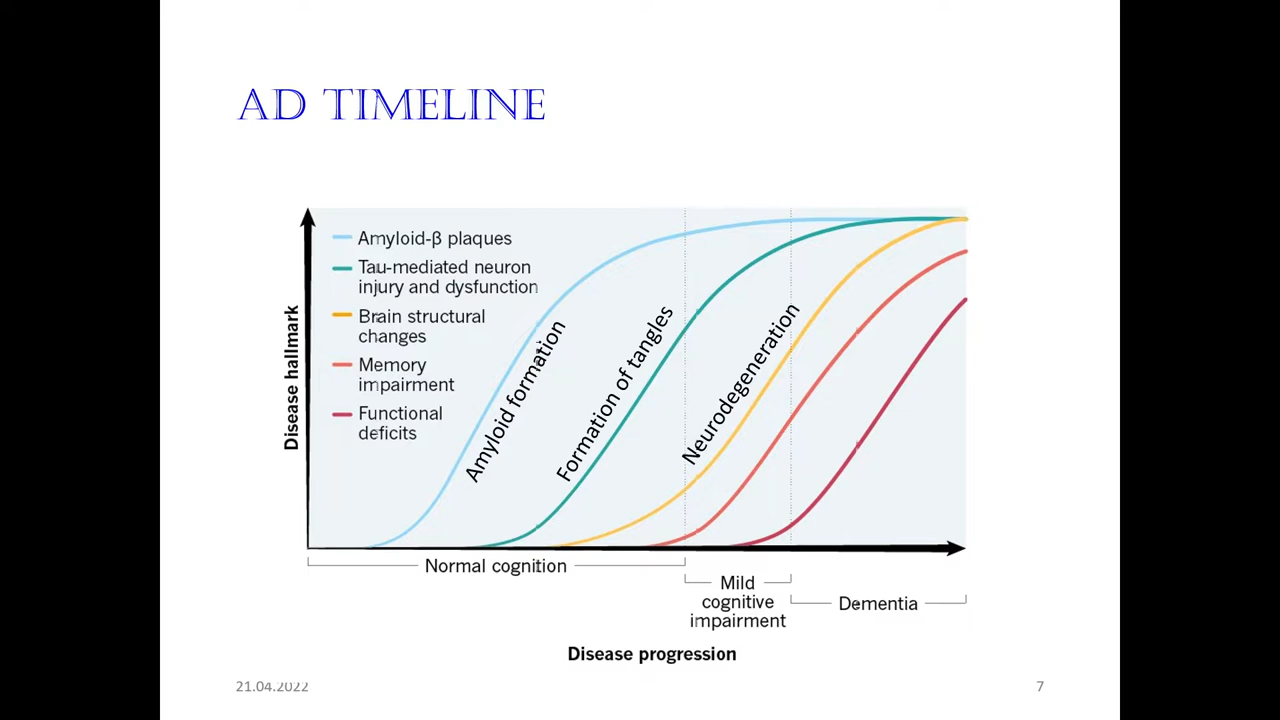 AD TIMELINE
Disease hallmark
Amyloid-β plaques
Tau-mediated neuron
injury and dysfunction
Brain structural
changes
Memory
impairment
Functional
deficits
Amyloid formation
Formation of tangles
Neurodegeneration
Normal cognition
Mild
cognitive
impairment
Dementia
Disease progression
21.04.2022
7